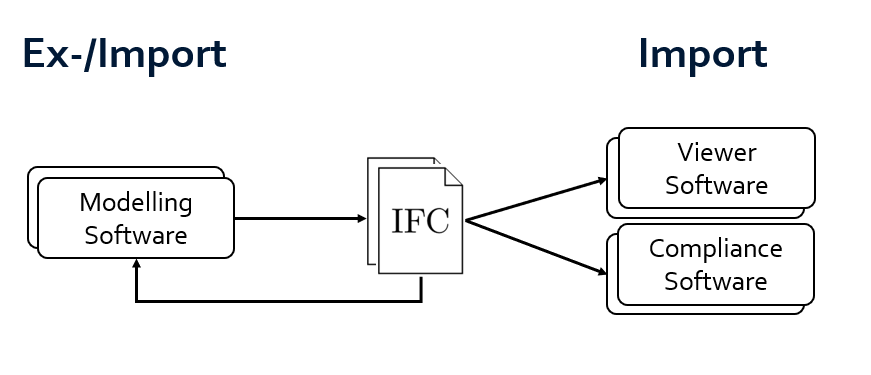 Ex-/Import
Import
Modelling
Software
IFC
Viewer
Software
Compliance
Software